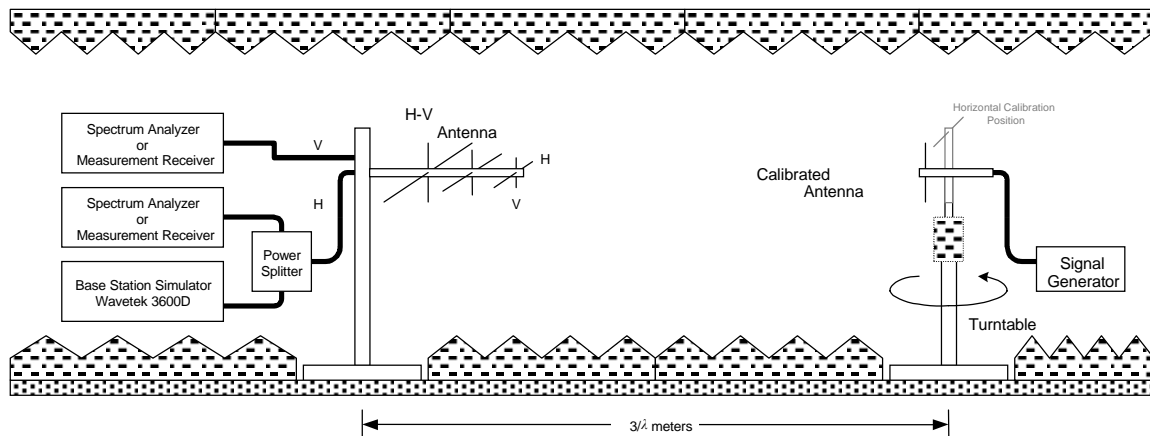 Spectrum Analyzer
or
Measurement Receiver
V
H-V
Antenna
H
V
Spectrum Analyzer
or
Measurement Receiver
H
Power
Splitter
Base Station Simulator
Wavetek 3600D
Horizontal Calibration
Position
Calibrated
Antenna
Signal
Generator
Turntable
3/λ meters